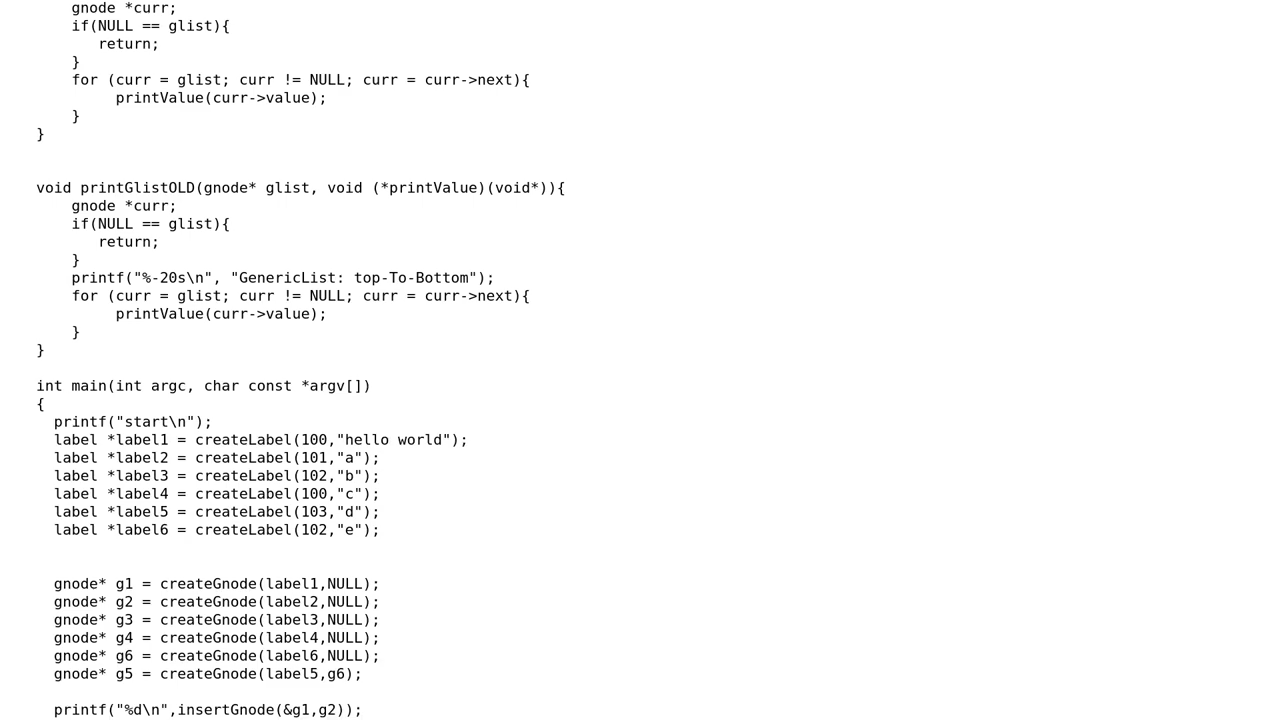 gnode *curr;
if(NULL == glist){
return;
}
for (curr = glist; curr != NULL; curr = curr->next){
printValue(curr->value);
}
}
void printGlistOLD(gnode* glist, void (*printValue)(void*)){
gnode *curr;
if(NULL == glist){
return;
}
printf("%-20s\n", "GenericList: top-To-Bottom");
for (curr = glist; curr != NULL; curr = curr->next){
printValue(curr->value);
}
}
int main(int argc, char const *argv[])
{
printf("start\n");
label *label1 = createLabel(100,"hello world");
label *label2 = createLabel(101,"a");
label *label3 = createLabel(102,"b");
label *label4 = createLabel(100,"c");
label *label5 = createLabel(103,"d");
label *label6 = createLabel(102,"e");
gnode* g1 = createGnode(label1,NULL);
gnode* g2 = createGnode(label2,NULL);
gnode* g3 = createGnode(label3,NULL);
gnode* g4 = createGnode(label4,NULL);
gnode* g6 = createGnode(label6,NULL);
gnode* g5 = createGnode(label5,g6);
printf("%d\n",insertGnode(&g1,g2));